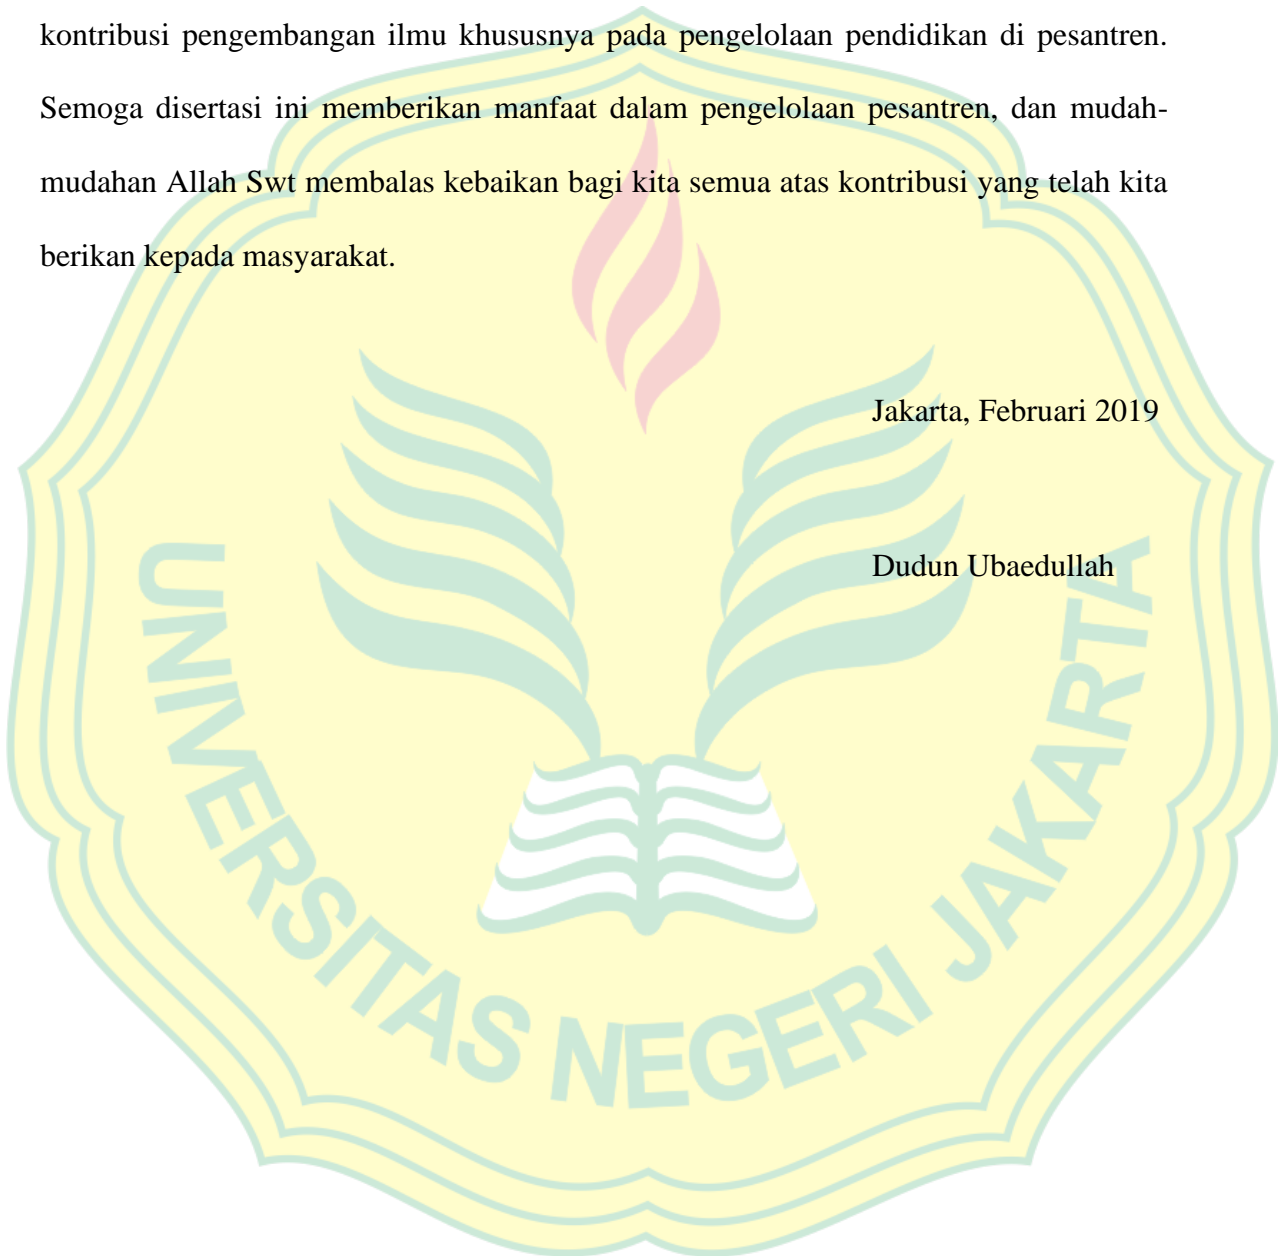 kontribusi pengembangan ilmu khususnya pada pengelolaan pendidikan di pesantren.
Semoga disertasi ini memberikan manfaat dalam pengelolaan pesantren, dan mudah-
mudahan Allah Swt membalas kebaikan bagi kita semua atas kontribusi yang telah kita
berikan kepada masyarakat.
Jakarta, Februari 2019
Dudun Ubaedullah
UNIVERSITAS NEGERI JAKARTA